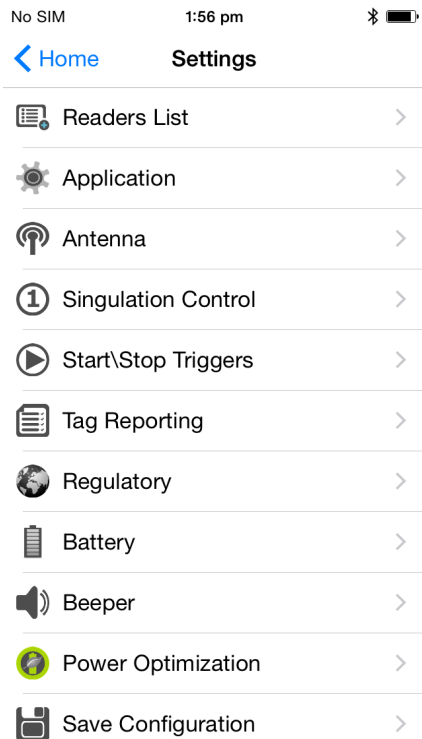 No SIM 1:56 pm
Home Settings
Readers List
Application
Antenna
1 Singulation Control
Start\Stop Triggers
Tag Reporting
Regulatory
Battery
Beeper
Power Optimization
Save Configuration